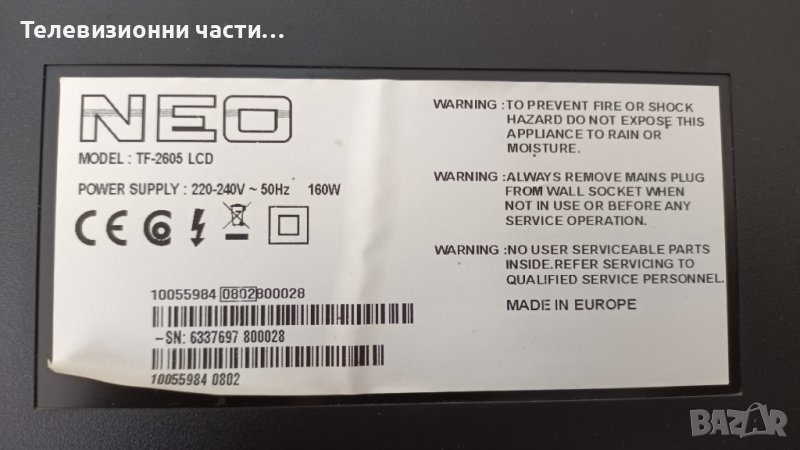 Телевизионни части...
NEO
MODEL : TF-2605 LCD
POWER SUPPLY : 220-240V ~ 50Hz 160W
CE
10055984 0802 800028
-SN: 6337697 800028
10055984 0802
WARNING :TO PREVENT FIRE OR SHOCK
HAZARD DO NOT EXPOSE THIS
APPLIANCE TO RAIN OR
MOISTURE.
WARNING :ALWAYS REMOVE MAINS PLUG
FROM WALL SOCKET WHEN
NOT IN USE OR BEFORE ANY
SERVICE OPERATION.
WARNING :NO USER SERVICEABLE PARTS
INSIDE.REFER SERVICING TO
QUALIFIED SERVICE PERSONNEL.
MADE IN EUROPE
BAZAR